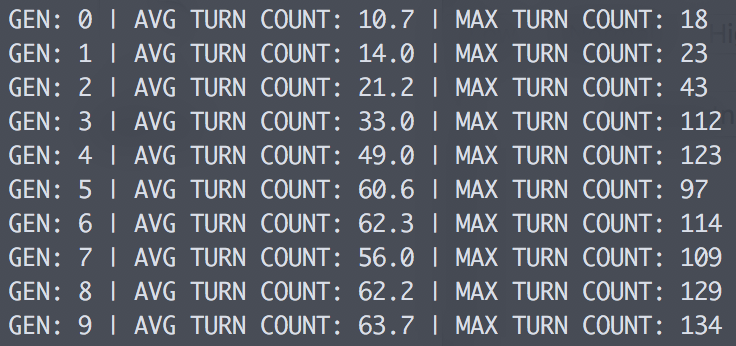 GEN: 0 | AVG TURN COUNT: 10.7 | MAX TURN COUNT: 18
GEN: 1 | AVG TURN COUNT: 14.0 | MAX TURN COUNT: 23
GEN: 2 | AVG TURN COUNT: 21.2 | MAX TURN COUNT: 43
GEN: 3 | AVG TURN COUNT: 33.0 | MAX TURN COUNT: 112
GEN: 4 | AVG TURN COUNT: 49.0 | MAX TURN COUNT: 123
GEN: 5 | AVG TURN COUNT: 60.6 | MAX TURN COUNT: 97
GEN: 6 | AVG TURN COUNT: 62.3 | MAX TURN COUNT: 114
GEN: 7 | AVG TURN COUNT: 56.0 | MAX TURN COUNT: 109
GEN: 8 | AVG TURN COUNT: 62.2 | MAX TURN COUNT: 129
GEN: 9 | AVG TURN COUNT: 63.7 | MAX TURN COUNT: 134